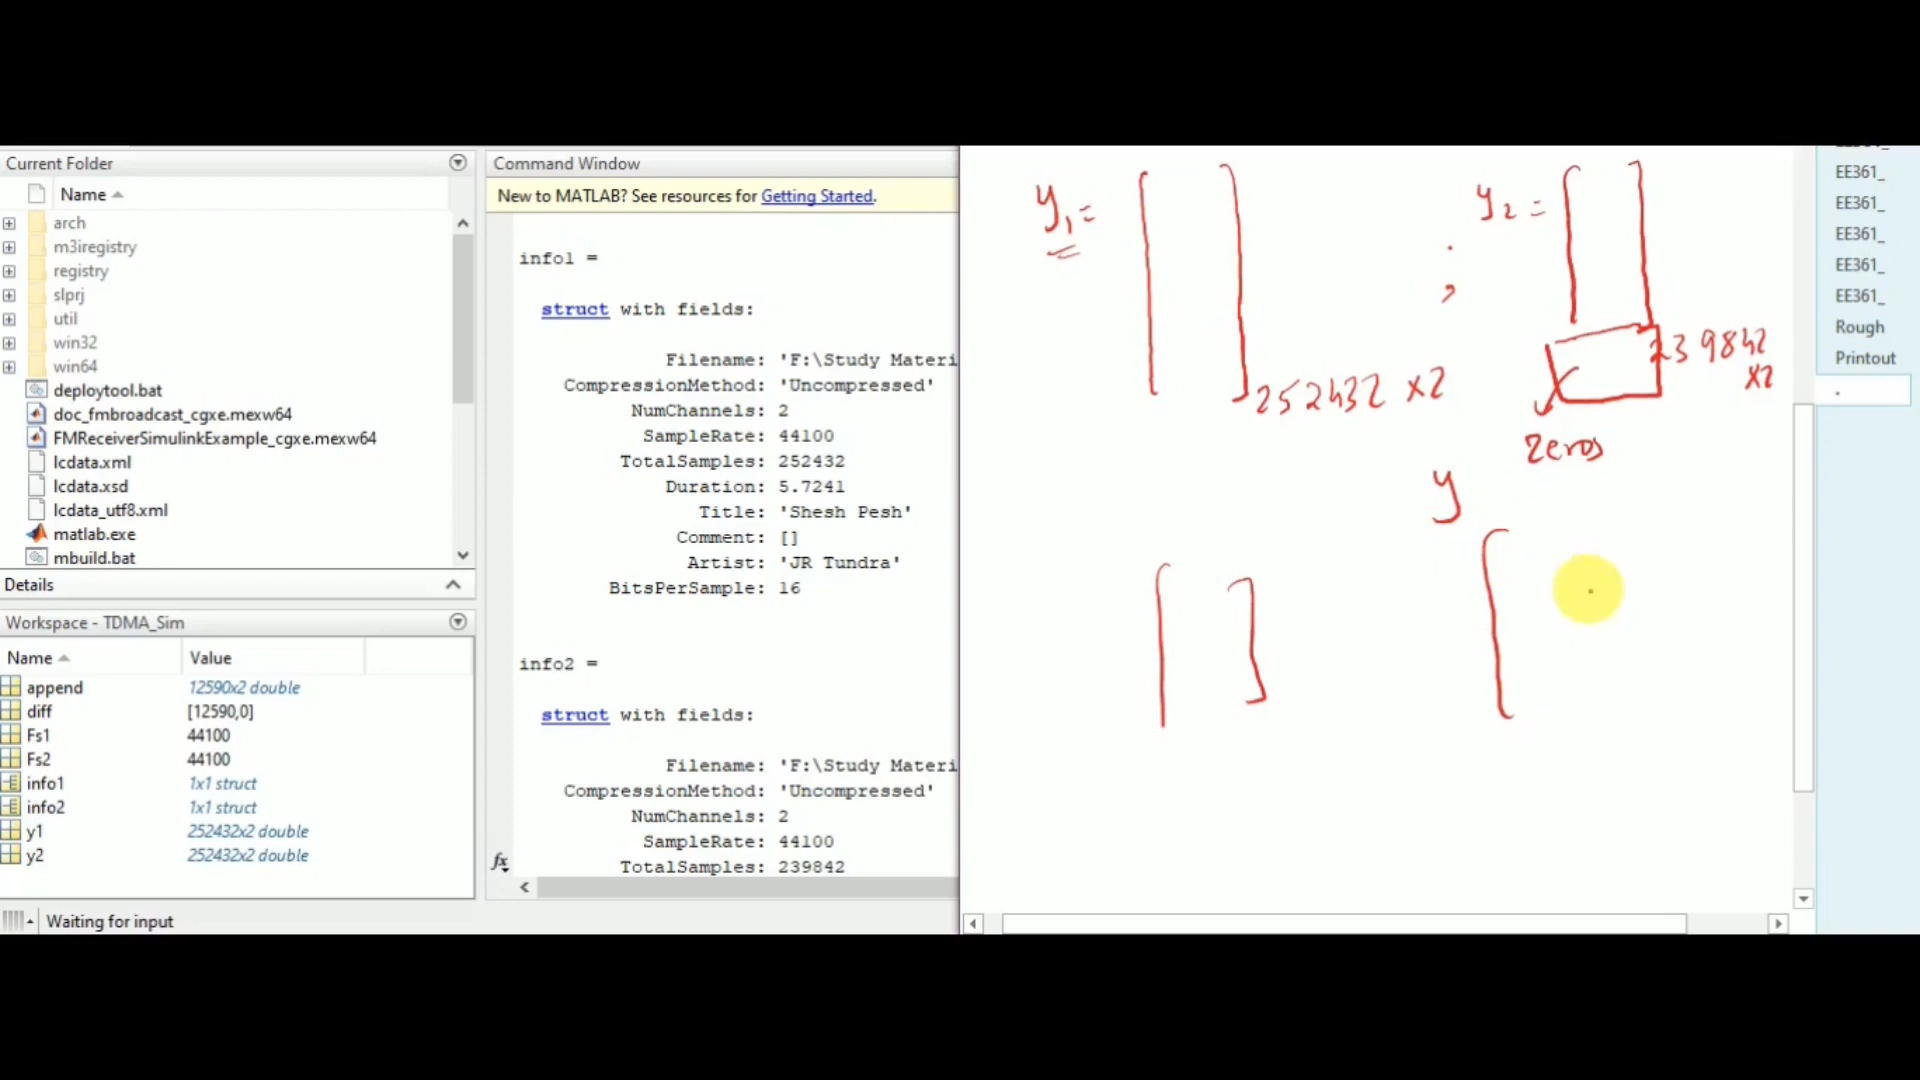 Current Folder
Name
arch
m3iregistry
registry
slprj
util
win32
win64
deploytool.bat
doc_fmbroadcast_cgxe.mexw64
FMReceiverSimulinkExample_cgxe.mexw64
lcdata.xml
lcdata.xsd
lcdata_utf8.xml
matlab.exe
mbuild.bat
Details
Workspace - TDMA_Sim
Name Value
append 12590x2 double
diff [12590,0]
Fs1 44100
Fs2 44100
info1 1x1 struct
info2 1x1 struct
y1 252432x2 double
y2 252432x2 double
Waiting for input
Command Window
New to MATLAB? See resources for Getting Started.
info1 =
struct with fields:
Filename: 'F:\Study Materi
CompressionMethod: 'Uncompressed'
NumChannels: 2
SampleRate: 44100
TotalSamples: 252432
Duration: 5.7241
Title: 'Shesh Pesh'
Comment: []
Artist: 'JR Tundra'
BitsPerSample: 16
info2 =
struct with fields:
Filename: 'F:\Study Materi
CompressionMethod: 'Uncompressed'
NumChannels: 2
SampleRate: 44100
TotalSamples: 239842
fx
y1 = [ ] 252432 x2 ;
y2 = [ ] 239842
x2
Zeros
y
[ ] [
EE361_
EE361_
EE361_
EE361_
EE361_
Rough
Printout
.